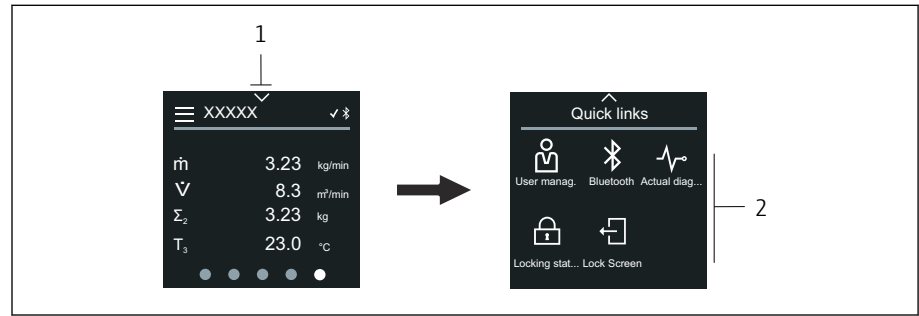 1
XXXXX
ṁ 3.23 kg/min
V̇ 8.3 m³/min
Σ₂ 3.23 kg
T₃ 23.0 °C
Quick links
User manag. Bluetooth Actual diag...
Locking stat... Lock Screen
2